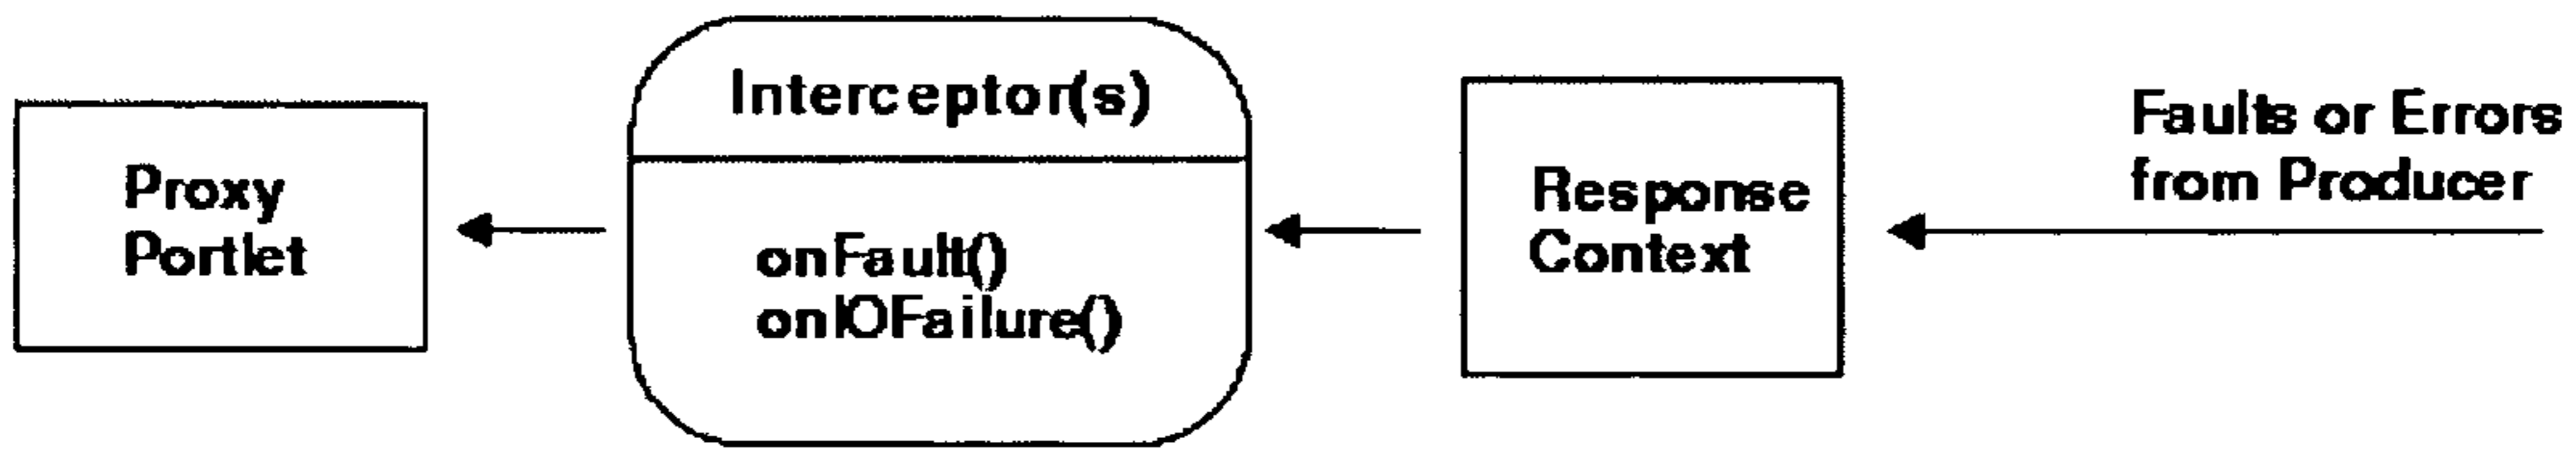 Proxy
Portlet
Interceptor(s)
onFault()
onIOFailure()
Response
Context
Faults or Errors
from Producer